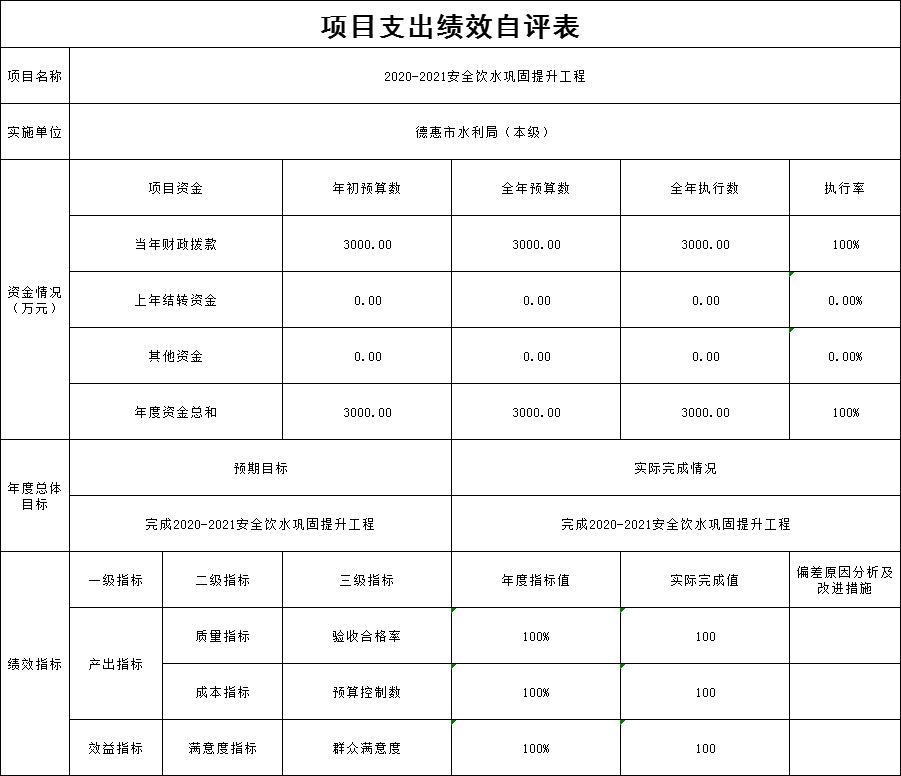 项目支出绩效自评表
项目名称 2020-2021安全饮水巩固提升工程
实施单位 德惠市水利局（本级）
资金情况
（万元）
项目资金 年初预算数 全年预算数 全年执行数 执行率
当年财政拨款 3000.00 3000.00 3000.00 100%
上年结转资金 0.00 0.00 0.00 0.00%
其他资金 0.00 0.00 0.00 0.00%
年度资金总和 3000.00 3000.00 3000.00 100%
年度总体
目标
预期目标 实际完成情况
完成2020-2021安全饮水巩固提升工程 完成2020-2021安全饮水巩固提升工程
绩效指标
一级指标 二级指标 三级指标 年度指标值 实际完成值 偏差原因分析及
改进措施
产出指标 质量指标 验收合格率 100% 100
成本指标 预算控制数 100% 100
效益指标 满意度指标 群众满意度 100% 100